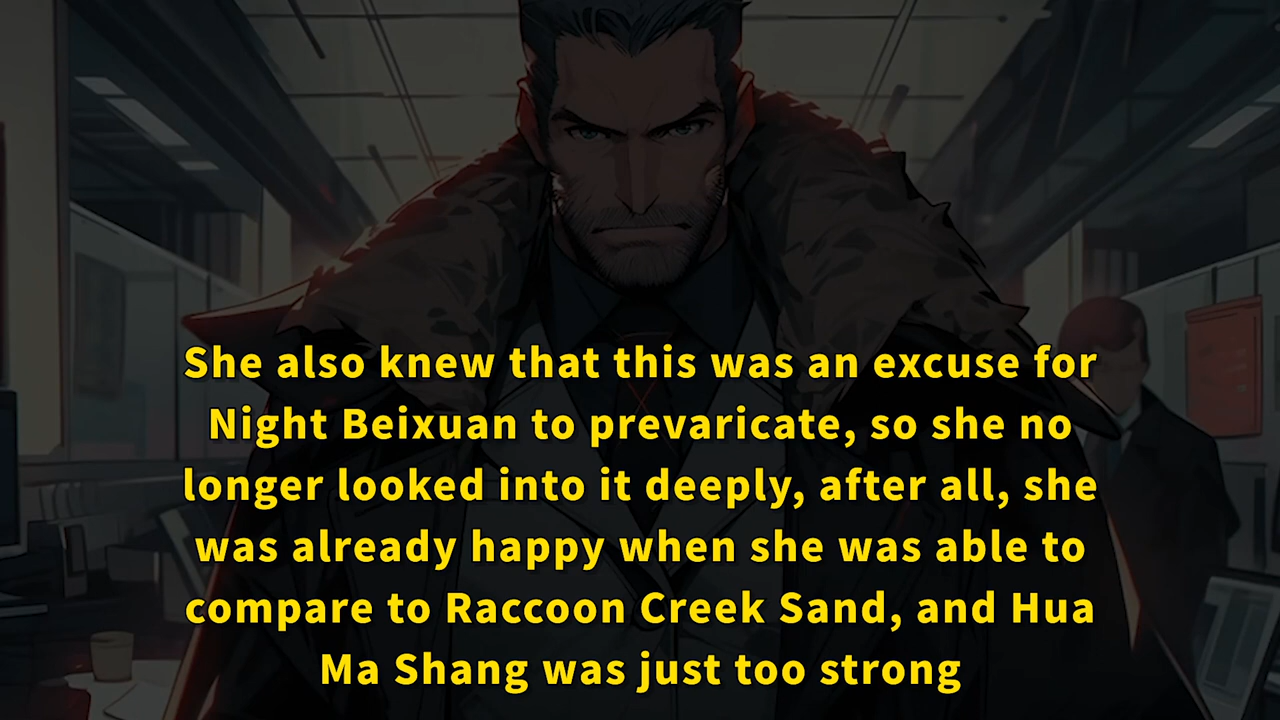 She also knew that this was an excuse for
Night Beixuan to prevaricate, so she no
longer looked into it deeply, after all, she
was already happy when she was able to
compare to Raccoon Creek Sand, and Hua
Ma Shang was just too strong